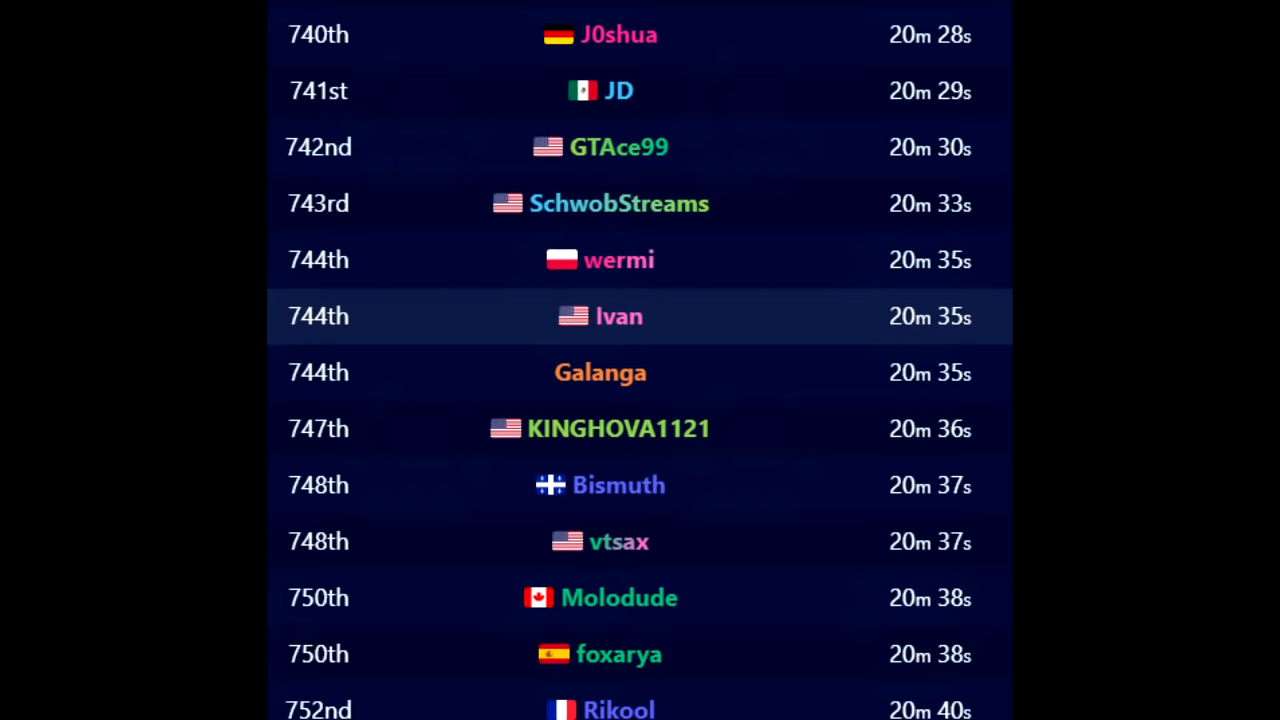 740th J0shua 20m 28s
741st JD 20m 29s
742nd GTAce99 20m 30s
743rd SchwobStreams 20m 33s
744th wermi 20m 35s
744th Ivan 20m 35s
744th Galanga 20m 35s
747th KINGHOVA1121 20m 36s
748th Bismuth 20m 37s
748th vtsax 20m 37s
750th Molodude 20m 38s
750th foxarya 20m 38s
752nd Rikool 20m 40s